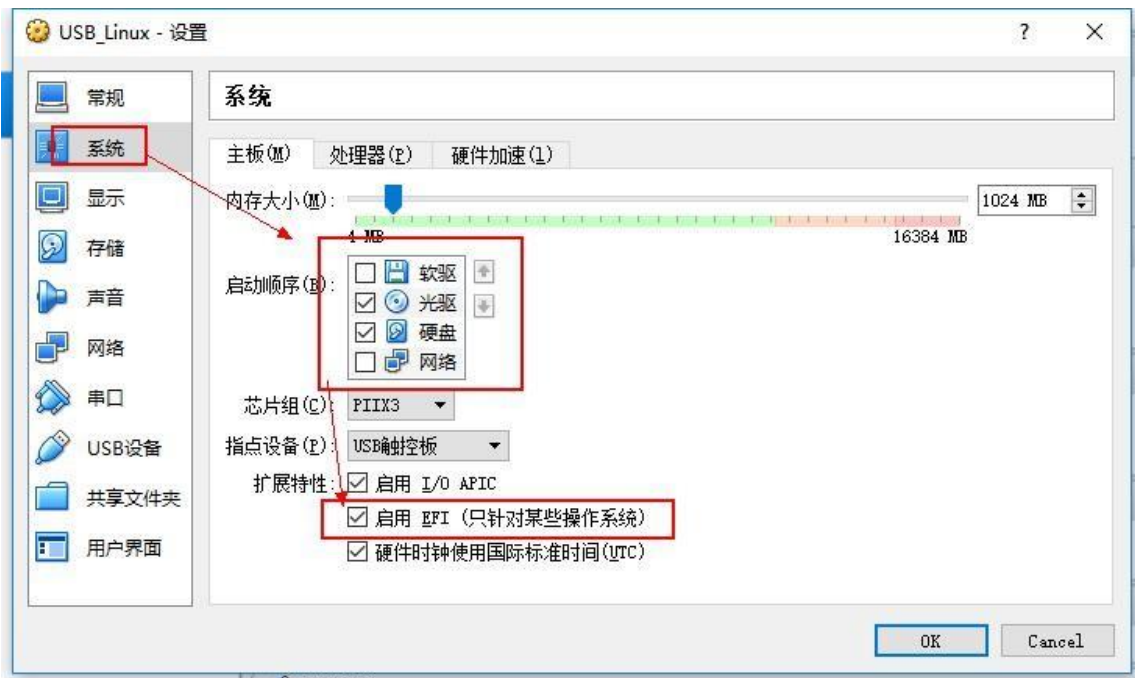 USB_Linux - 设置
?
常规
系统
显示
存储
声音
网络
串口
USB设备
共享文件夹
用户界面
系统
主板(M) 处理器(P) 硬件加速(l)
内存大小(M): 1024 MB
4 MB 16384 MB
启动顺序(B):
软驱
光驱
硬盘
网络
芯片组(C): PIIX3
指点设备(P): USB触控板
扩展特性: 启用 I/O APIC
启用 EFI (只针对某些操作系统)
硬件时钟使用国际标准时间(UTC)
OK Cancel